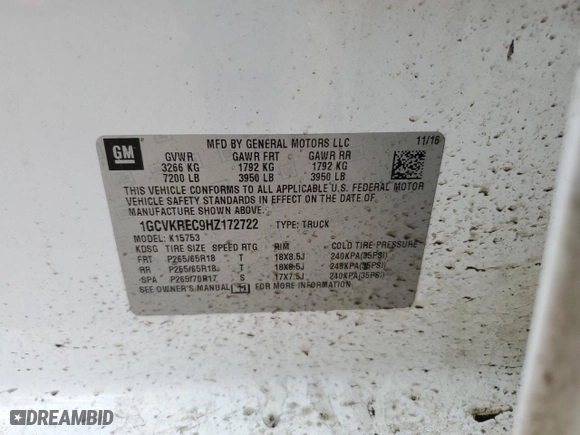 GM
MFD BY GENERAL MOTORS LLC 11/16
GVWR GAWR FRT GAWR RR
3266 KG 1792 KG 1792 KG
7200 LB 3950 LB 3950 LB
THIS VEHICLE CONFORMS TO ALL APPLICABLE U.S. FEDERAL MOTOR
VEHICLE SAFETY STANDARDS IN EFFECT ON THE DATE OF
MANUFACTURE SHOWN ABOVE.
1GCVKREC9HZ172722 TYPE: TRUCK
MODEL: K15753
KDSG TIRE SIZE SPEED RTG RIM COLD TIRE PRESSURE
FRT P265/65R18 T 18X8.5J 240KPA(35PSI)
RR P265/65R18 T 18X8.5J 240KPA(35PSI)
SPA P265/70R17 S 17X7.5J 240KPA(35PSI)
SEE OWNER'S MANUAL FOR MORE INFORMATION.
DREAMBID